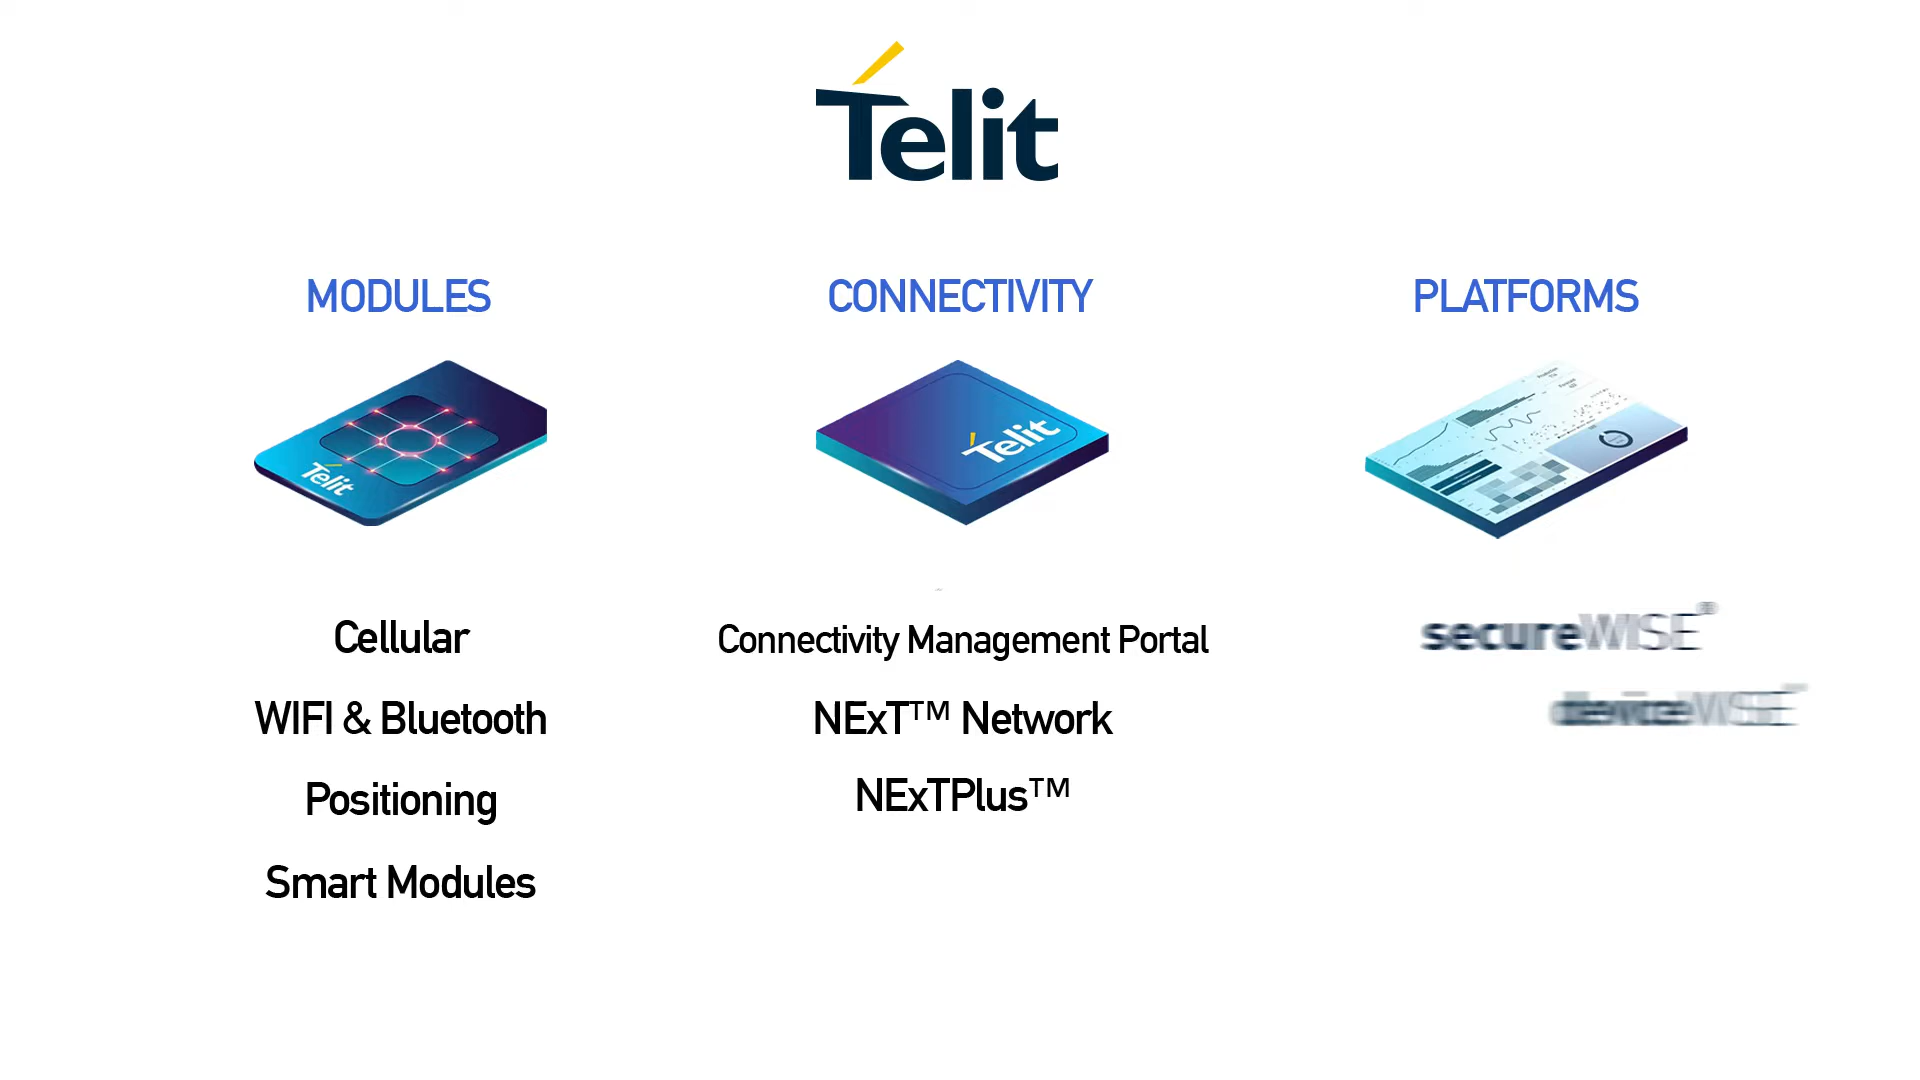 Telit
MODULES
CONNECTIVITY
PLATFORMS
Telit
Telit
Cellular
WIFI & Bluetooth
Positioning
Smart Modules
Connectivity Management Portal
NExT™ Network
NExTPlus™
secureWISE®
deviceWISE